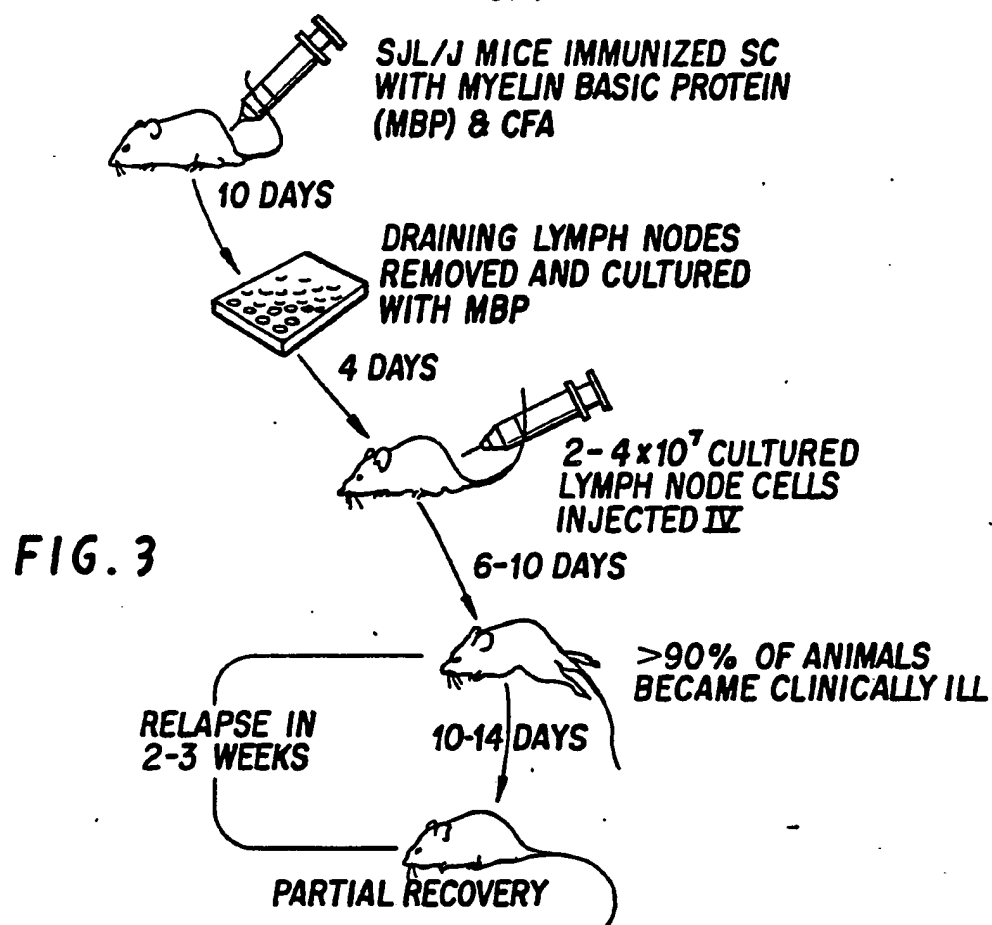 SJL/J MICE IMMUNIZED SC
WITH MYELIN BASIC PROTEIN
(MBP) & CFA
10 DAYS
DRAINING LYMPH NODES
REMOVED AND CULTURED
WITH MBP
4 DAYS
2-4x10⁷ CULTURED
LYMPH NODE CELLS
INJECTED IV
FIG. 3
6-10 DAYS
>90% OF ANIMALS
BECAME CLINICALLY ILL
RELAPSE IN
2-3 WEEKS
10-14 DAYS
PARTIAL RECOVERY